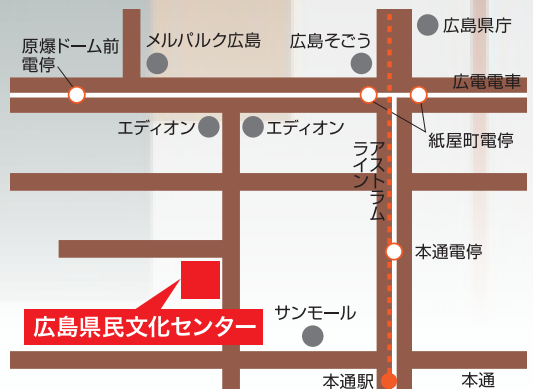 原爆ドーム前
電停
メルパルク広島
広島そごう
広島県庁
広電電車
エディオン
エディオン
紙屋町電停
アストラム
ライン
本通電停
広島県民文化センター
サンモール
本通駅
本通